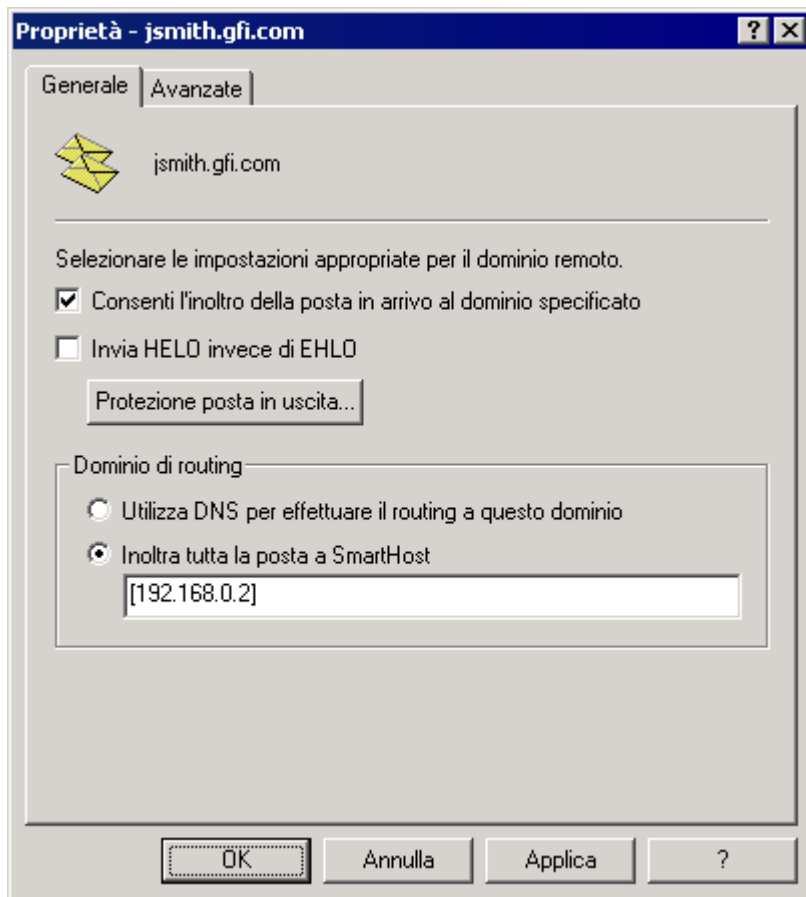 Proprietà - jsmith.gfi.com
Generale
Avanzate
jsmith.gfi.com
Selezionare le impostazioni appropriate per il dominio remoto.
Consenti l'inoltro della posta in arrivo al dominio specificato
Invia HELO invece di EHLO
Protezione posta in uscita...
Dominio di routing
Utilizza DNS per effettuare il routing a questo dominio
Inoltra tutta la posta a SmartHost
[192.168.0.2]
OK
Annulla
Applica
?